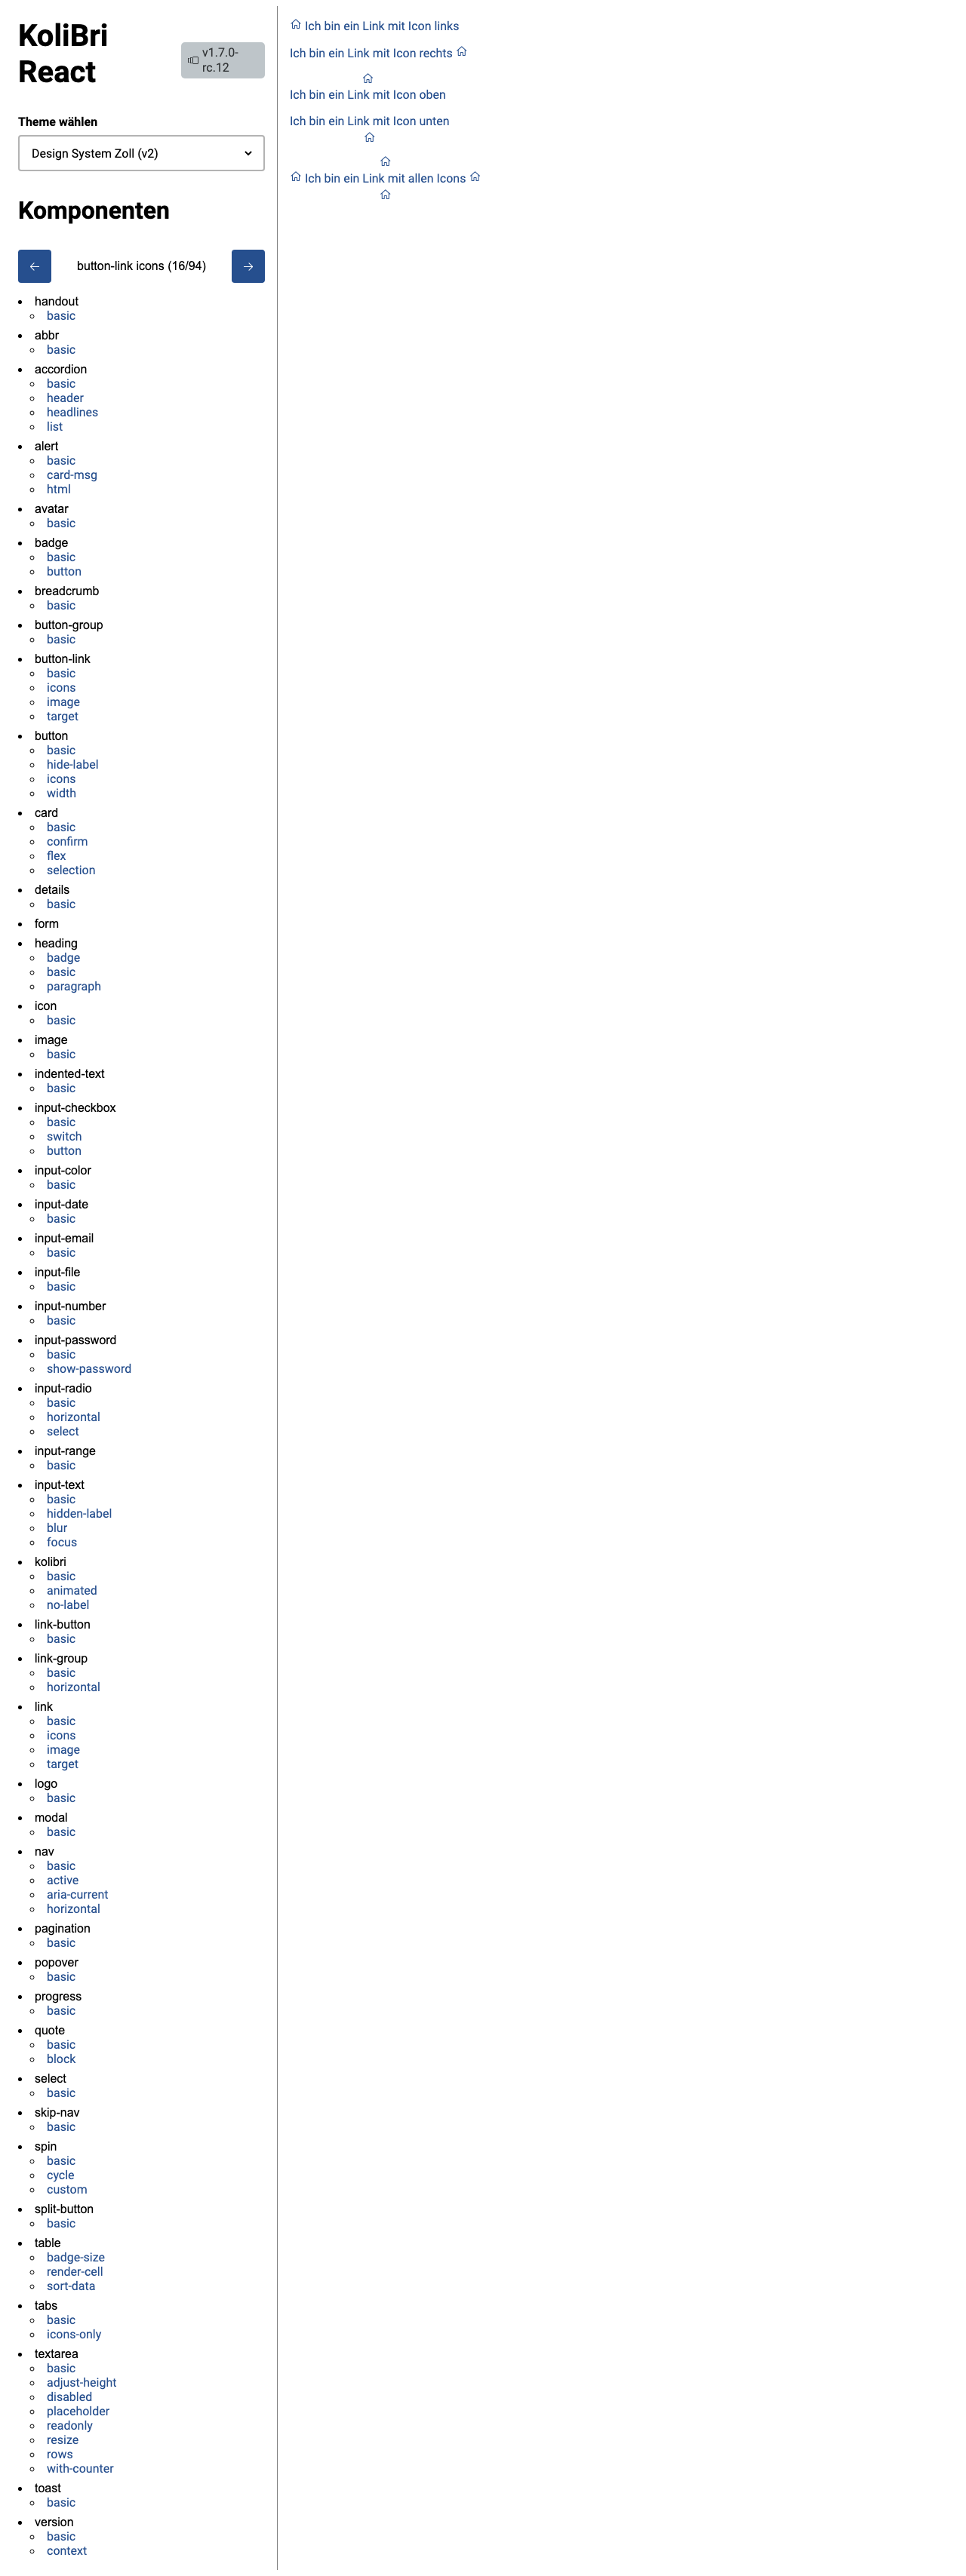 KoliBri
React
v1.7.0-
rc.12
Theme wählen
Design System Zoll (v2)
Komponenten
button-link icons (16/94)
handout
basic
abbr
basic
accordion
basic
header
headlines
list
alert
basic
card-msg
html
avatar
basic
badge
basic
button
breadcrumb
basic
button-group
basic
button-link
basic
icons
image
target
button
basic
hide-label
icons
width
card
basic
confirm
flex
selection
details
basic
form
heading
badge
basic
paragraph
icon
basic
image
basic
indented-text
basic
input-checkbox
basic
switch
button
input-color
basic
input-date
basic
input-email
basic
input-file
basic
input-number
basic
input-password
basic
show-password
input-radio
basic
horizontal
select
input-range
basic
input-text
basic
hidden-label
blur
focus
kolibri
basic
animated
no-label
link-button
basic
link-group
basic
horizontal
link
basic
icons
image
target
logo
basic
modal
basic
nav
basic
active
aria-current
horizontal
pagination
basic
popover
basic
progress
basic
quote
basic
block
select
basic
skip-nav
basic
spin
basic
cycle
custom
split-button
basic
table
badge-size
render-cell
sort-data
tabs
basic
icons-only
textarea
basic
adjust-height
disabled
placeholder
readonly
resize
rows
with-counter
toast
basic
version
basic
context
Ich bin ein Link mit Icon links
Ich bin ein Link mit Icon rechts
Ich bin ein Link mit Icon oben
Ich bin ein Link mit Icon unten
Ich bin ein Link mit allen Icons